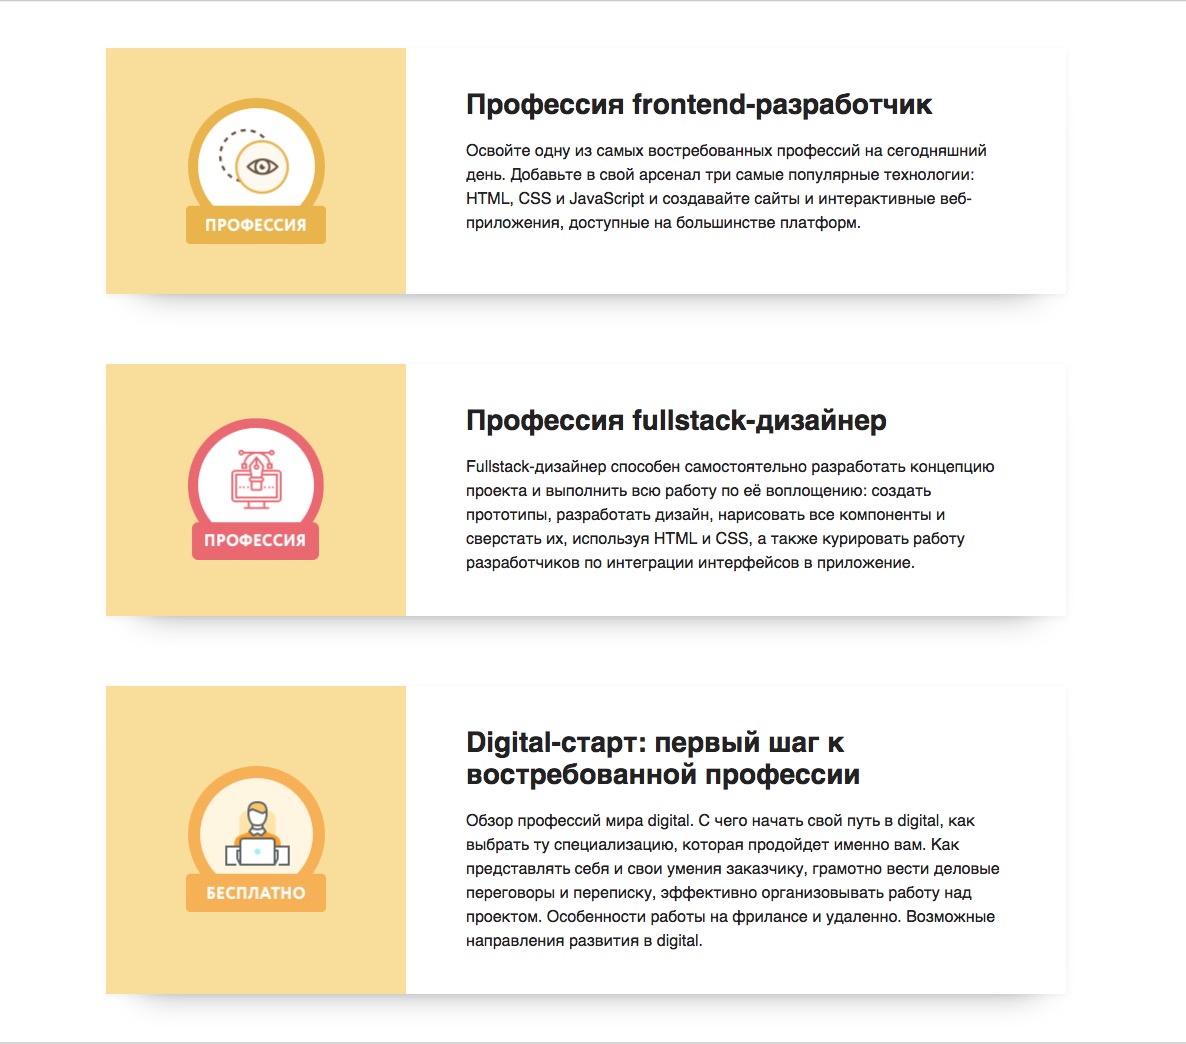 ПРОФЕССИЯ
Профессия frontend-разработчик
Освойте одну из самых востребованных профессий на сегодняшний
день. Добавьте в свой арсенал три самые популярные технологии:
HTML, CSS и JavaScript и создавайте сайты и интерактивные веб-
приложения, доступные на большинстве платформ.
ПРОФЕССИЯ
Профессия fullstack-дизайнер
Fullstack-дизайнер способен самостоятельно разработать концепцию
проекта и выполнить всю работу по её воплощению: создать
прототипы, разработать дизайн, нарисовать все компоненты и
сверстать их, используя HTML и CSS, а также курировать работу
разработчиков по интеграции интерфейсов в приложение.
БЕСПЛАТНО
Digital-старт: первый шаг к
востребованной профессии
Обзор профессий мира digital. С чего начать свой путь в digital, как
выбрать ту специализацию, которая продойдет именно вам. Как
представлять себя и свои умения заказчику, грамотно вести деловые
переговоры и переписку, эффективно организовывать работу над
проектом. Особенности работы на фрилансе и удаленно. Возможные
направления развития в digital.